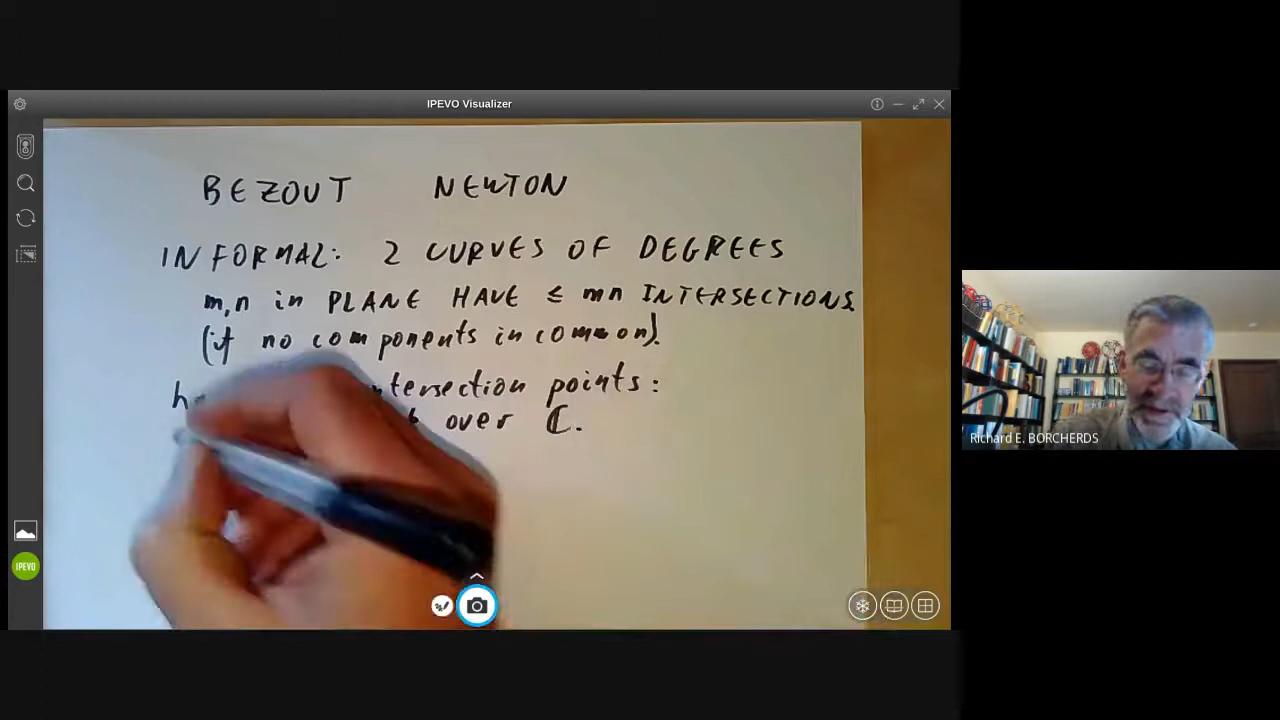 IPEVO Visualizer
BEZOUT NEWTON
INFORMAL: 2 CURVES OF DEGREES
m,n in PLANE HAVE ≤ mn INTERSECTIONS
(if no components in common).
intersection points:
over ℂ.
IPEVO
Richard E. BORCHERDS